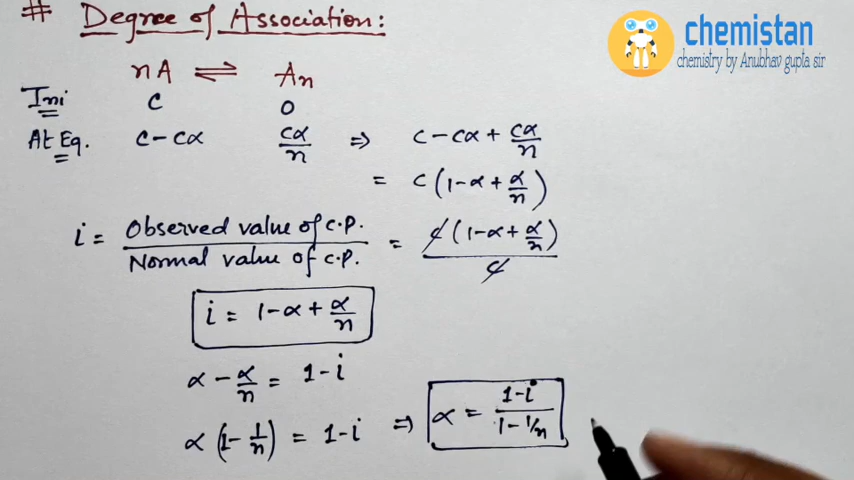 # Degree of Association:
chemistan
chemistry by Anubhav gupta sir
nA ⇌ An
Ini C 0
At Eq. C-Cα Cα/n ⇒ C-Cα+Cα/n
= C(1-α+α/n)
i = Observed value of C.P. / Normal value of C.P. = C(1-α+α/n) / C
i = 1-α+α/n
α-α/n = 1-i
α(1-1/n) = 1-i ⇒ α = 1-i / 1-1/n